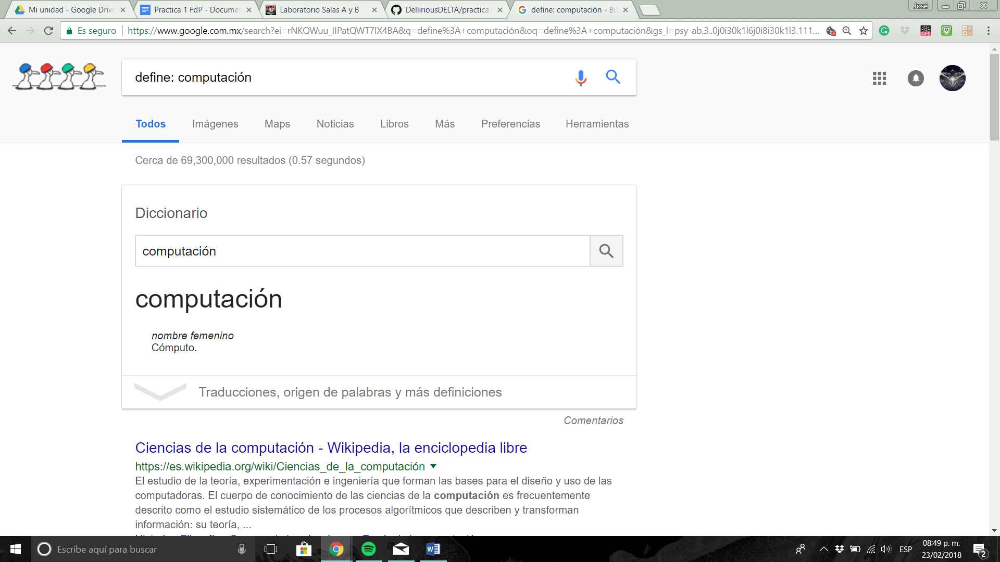 Mi unidad - Google Drive
Practica 1 FdP - Docume
Laboratorio Salas A y B
DelliriousDELTA/practica1
define: computación - Bu
José
Es seguro
https://www.google.com.mx/search?ei=rNKQWuu_IIPatQWT7IX4BA&q=define%3A+computación&oq=define%3A+computación&gs_l=psy-ab.3..0j0i30k1l6j0i8i30k1l3.111...
OFF
define: computación
Todos
Imágenes
Maps
Noticias
Libros
Más
Preferencias
Herramientas
Cerca de 69,300,000 resultados (0.57 segundos)
Diccionario
computación
computación
nombre femenino
Cómputo.
Traducciones, origen de palabras y más definiciones
Comentarios
Ciencias de la computación - Wikipedia, la enciclopedia libre
https://es.wikipedia.org/wiki/Ciencias_de_la_computación
El estudio de la teoría, experimentación e ingeniería que forman las bases para el diseño y uso de las
computadoras. El cuerpo de conocimiento de las ciencias de la computación es frecuentemente
descrito como el estudio sistemático de los procesos algorítmicos que describen y transforman
información: su teoría, ...
Escribe aquí para buscar
ESP
08:49 p. m.
23/02/2018
2